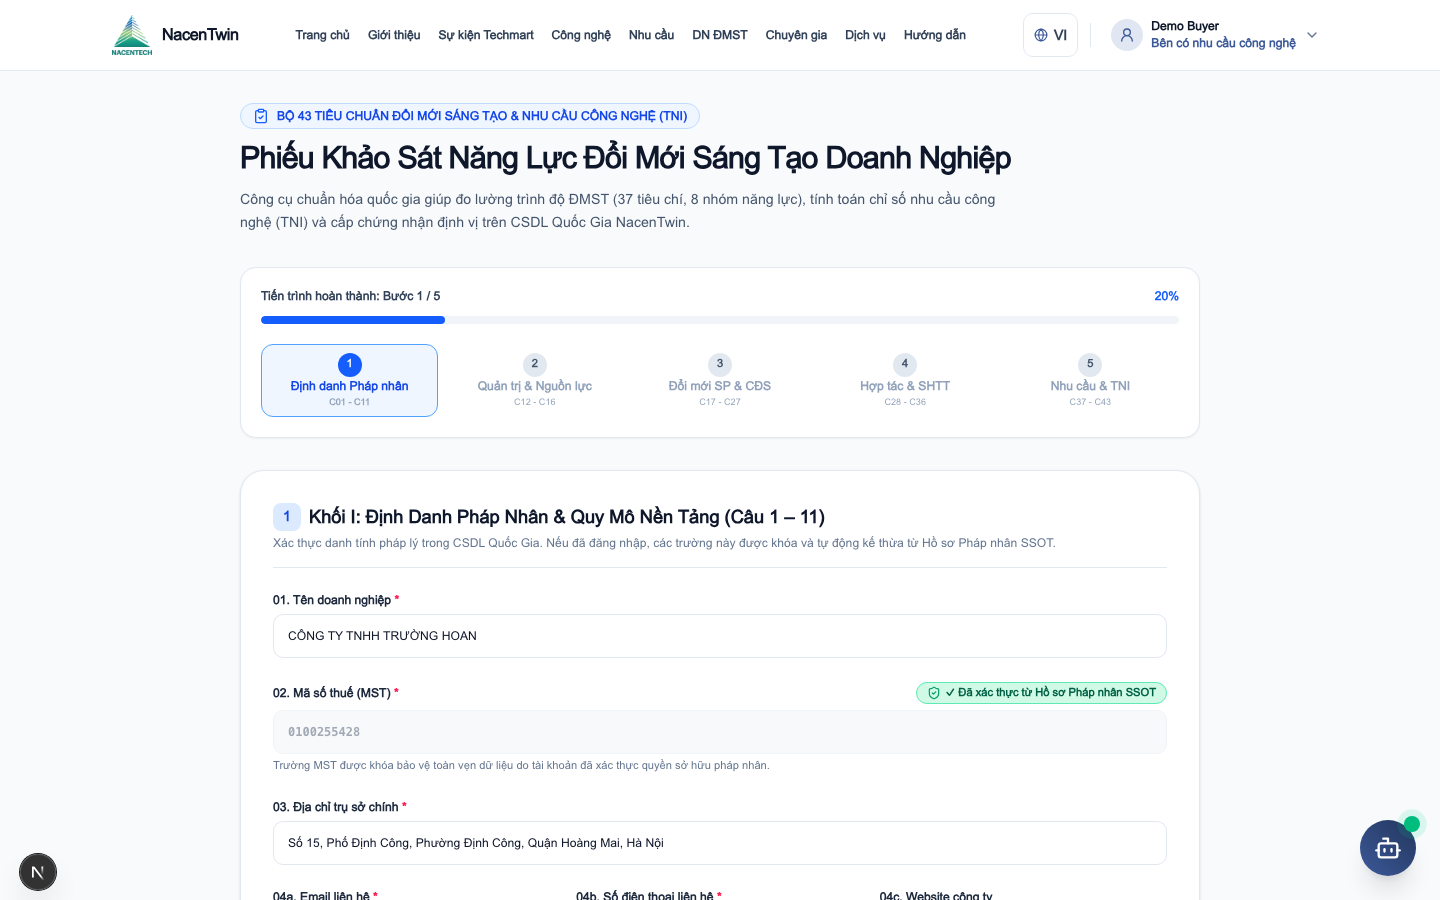 NACENTECH
NacenTwin
Trang chủ
Giới thiệu
Sự kiện Techmart
Công nghệ
Nhu cầu
DN ĐMST
Chuyên gia
Dịch vụ
Hướng dẫn
VI
Demo Buyer
Bên có nhu cầu công nghệ
BỘ 43 TIÊU CHUẨN ĐỔI MỚI SÁNG TẠO & NHU CẦU CÔNG NGHỆ (TNI)
Phiếu Khảo Sát Năng Lực Đổi Mới Sáng Tạo Doanh Nghiệp
Công cụ chuẩn hóa quốc gia giúp đo lường trình độ ĐMST (37 tiêu chí, 8 nhóm năng lực), tính toán chỉ số nhu cầu công
nghệ (TNI) và cấp chứng nhận định vị trên CSDL Quốc Gia NacenTwin.
Tiến trình hoàn thành: Bước 1 / 5
20%
1
Định danh Pháp nhân
C01 - C11
2
Quản trị & Nguồn lực
C12 - C16
3
Đổi mới SP & CĐS
C17 - C27
4
Hợp tác & SHTT
C28 - C36
5
Nhu cầu & TNI
C37 - C43
1
Khối I: Định Danh Pháp Nhân & Quy Mô Nền Tảng (Câu 1 – 11)
Xác thực danh tính pháp lý trong CSDL Quốc Gia. Nếu đã đăng nhập, các trường này được khóa và tự động kế thừa từ Hồ sơ Pháp nhân SSOT.
01. Tên doanh nghiệp *
CÔNG TY TNHH TRƯỜNG HOAN
02. Mã số thuế (MST) *
✓ Đã xác thực từ Hồ sơ Pháp nhân SSOT
0100255428
Trường MST được khóa bảo vệ toàn vẹn dữ liệu do tài khoản đã xác thực quyền sở hữu pháp nhân.
03. Địa chỉ trụ sở chính *
Số 15, Phố Định Công, Phường Định Công, Quận Hoàng Mai, Hà Nội
04a. Email liên hệ *
04b. Số điện thoại liên hệ *
04c. Website công ty
N